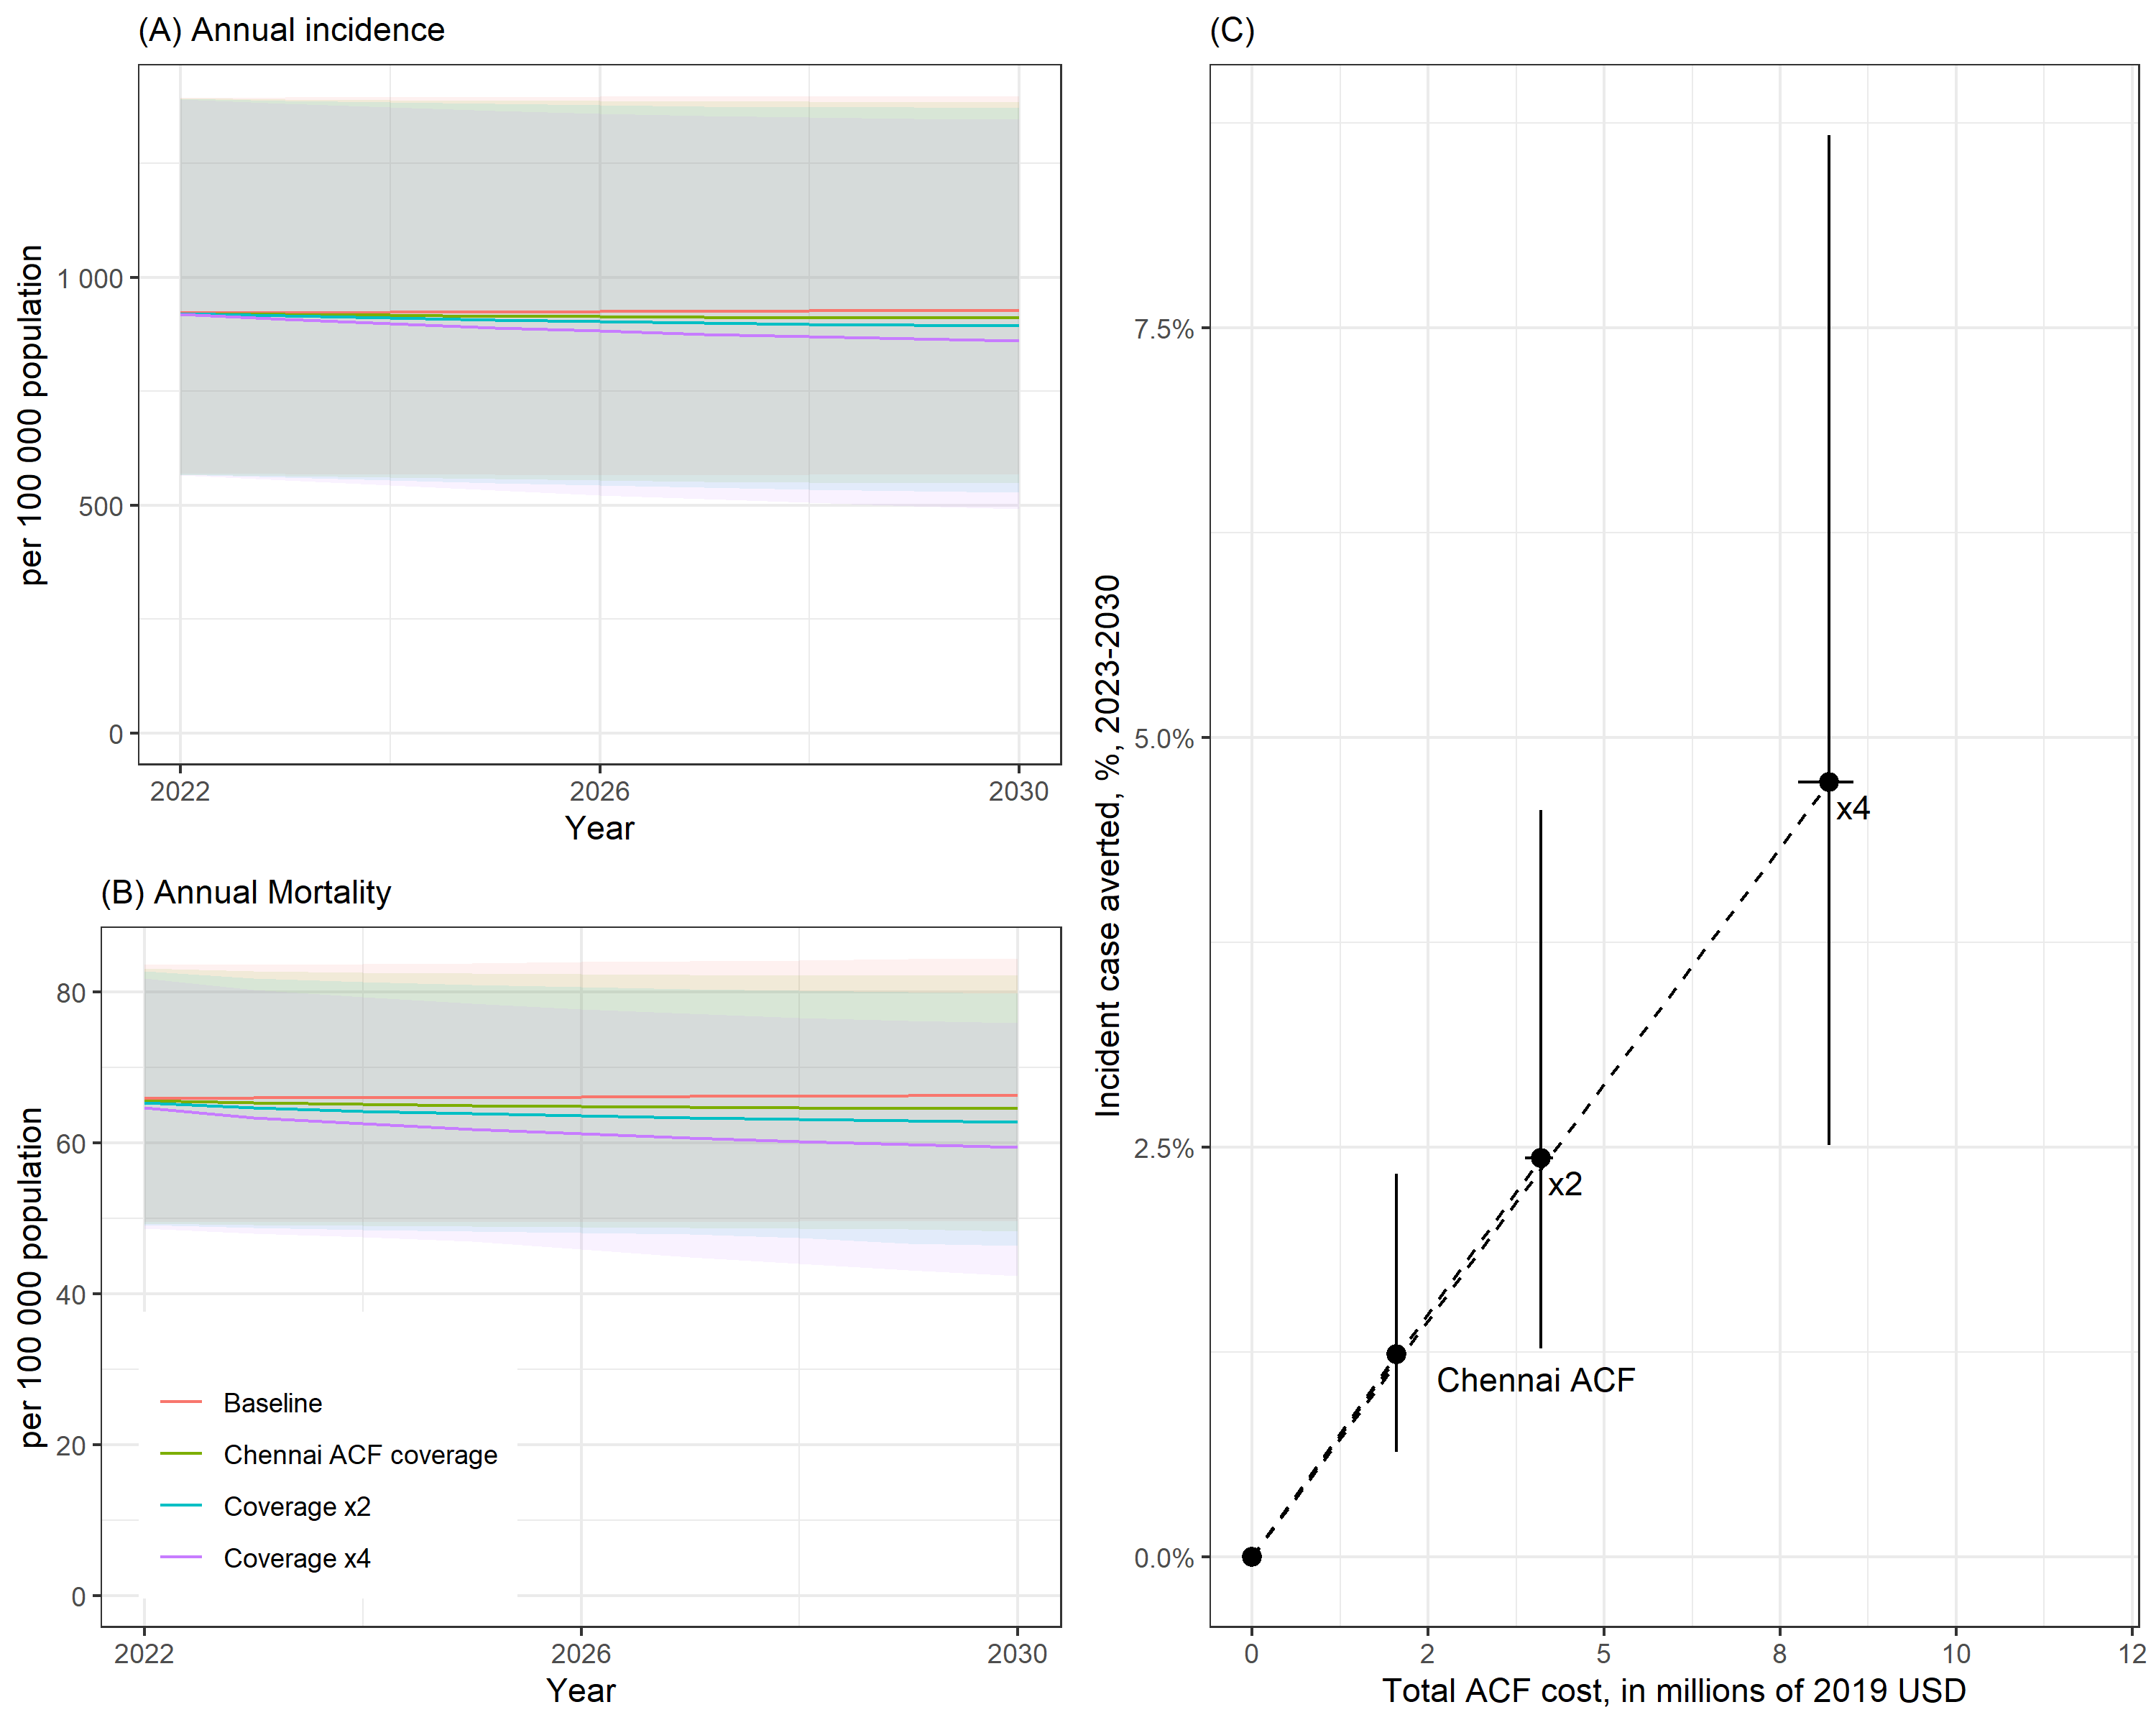 (A) Annual incidence
per 100 000 population
1 000
500
0
2022
2026
2030
Year
(B) Annual Mortality
per 100 000 population
80
60
40
20
0
Baseline
Chennai ACF coverage
Coverage x2
Coverage x4
2022
2026
2030
Year
(C)
Incident case averted, %, 2023-2030
7.5%
5.0%
2.5%
0.0%
x4
x2
Chennai ACF
0
2
5
8
10
12
Total ACF cost, in millions of 2019 USD